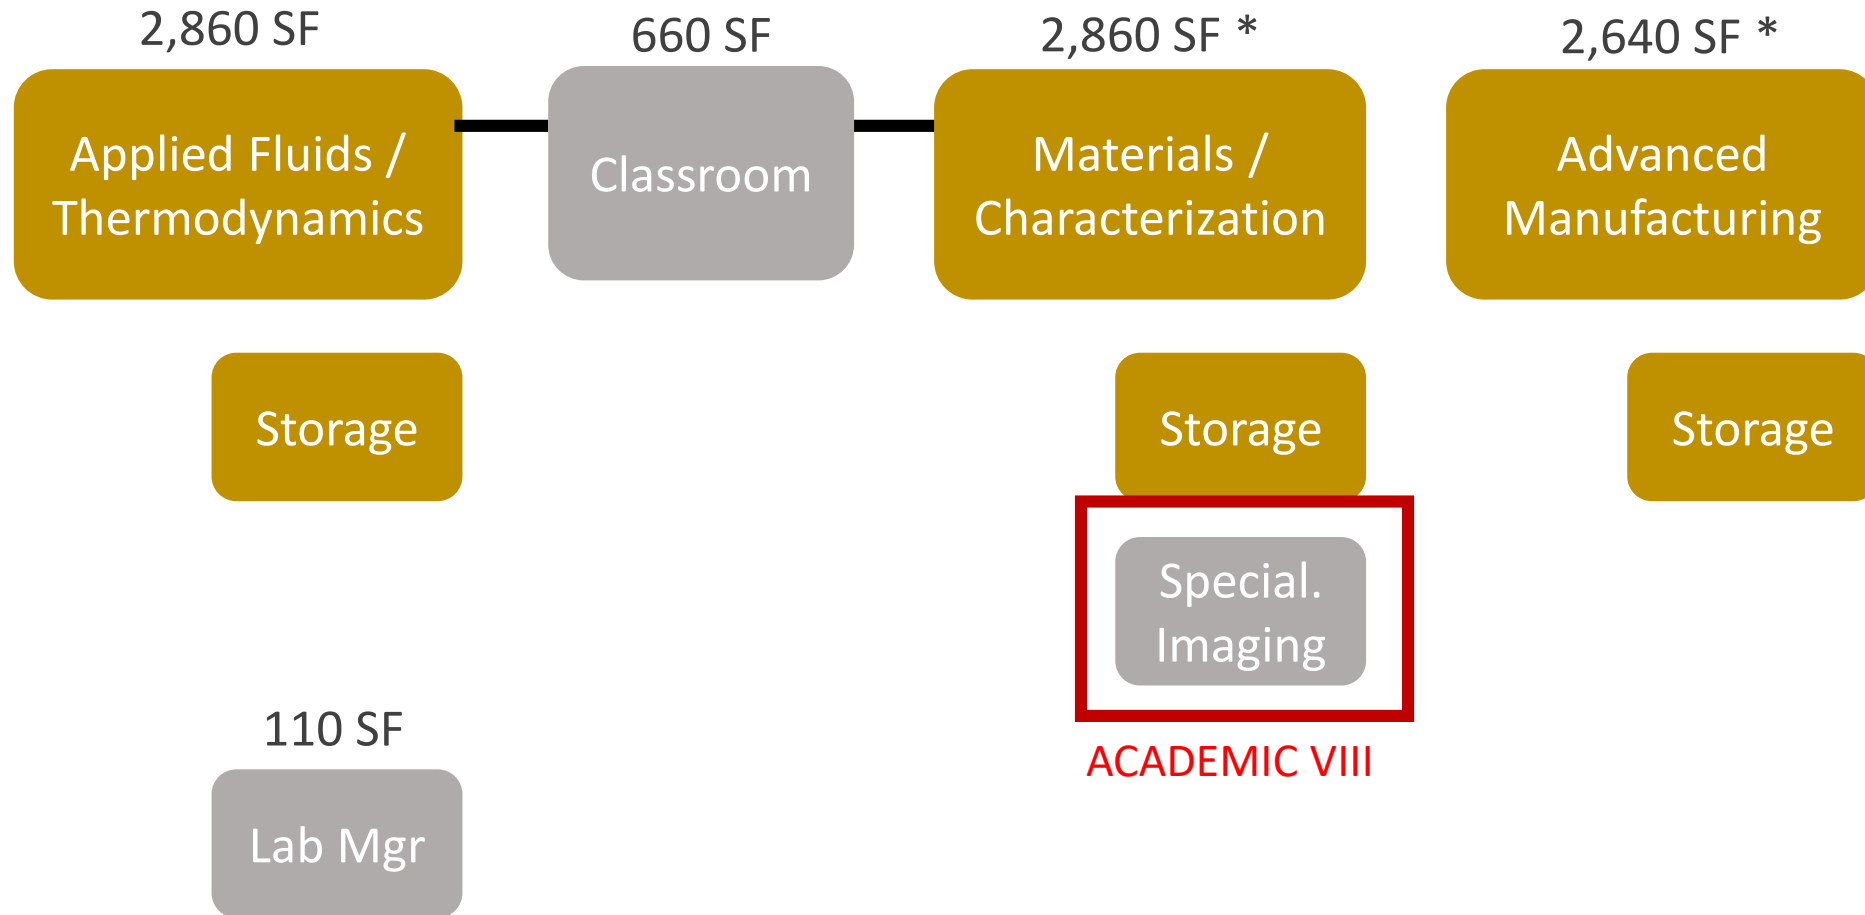 2,860 SF
660 SF
2,860 SF *
2,640 SF *
Applied Fluids /
Thermodynamics
Classroom
Materials /
Characterization
Advanced
Manufacturing
Storage
Storage
Storage
Special.
Imaging
ACADEMIC VIII
110 SF
Lab Mgr